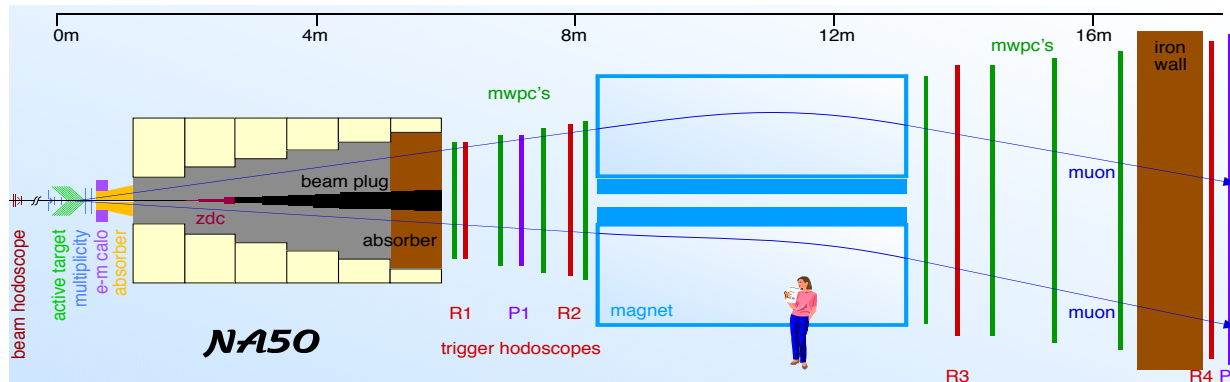 0m 4m 8m 12m 16m
mwpc's
iron
wall
mwpc's
beam plug
muon
zdc
absorber
beam hodoscope
active target
multiplicity
e-m calo
absorber
magnet
muon
R1 P1 R2
NA50
trigger hodoscopes
R3
R4 P